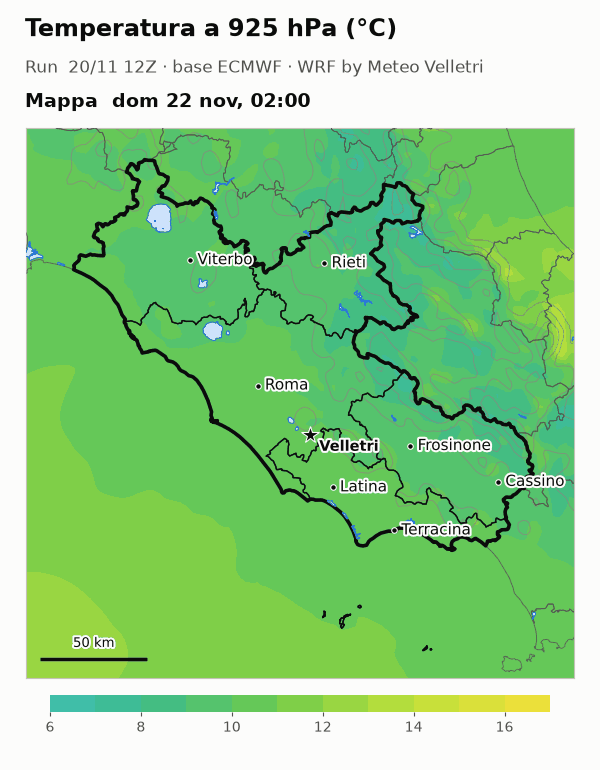 Temperatura a 925 hPa (°C)
Run  20/11 12Z · base ECMWF · WRF by Meteo Velletri
Mappa  dom 22 nov, 02:00
Viterbo
Rieti
Roma
Velletri
Frosinone
Latina
Cassino
Terracina
50 km
6 8 10 12 14 16